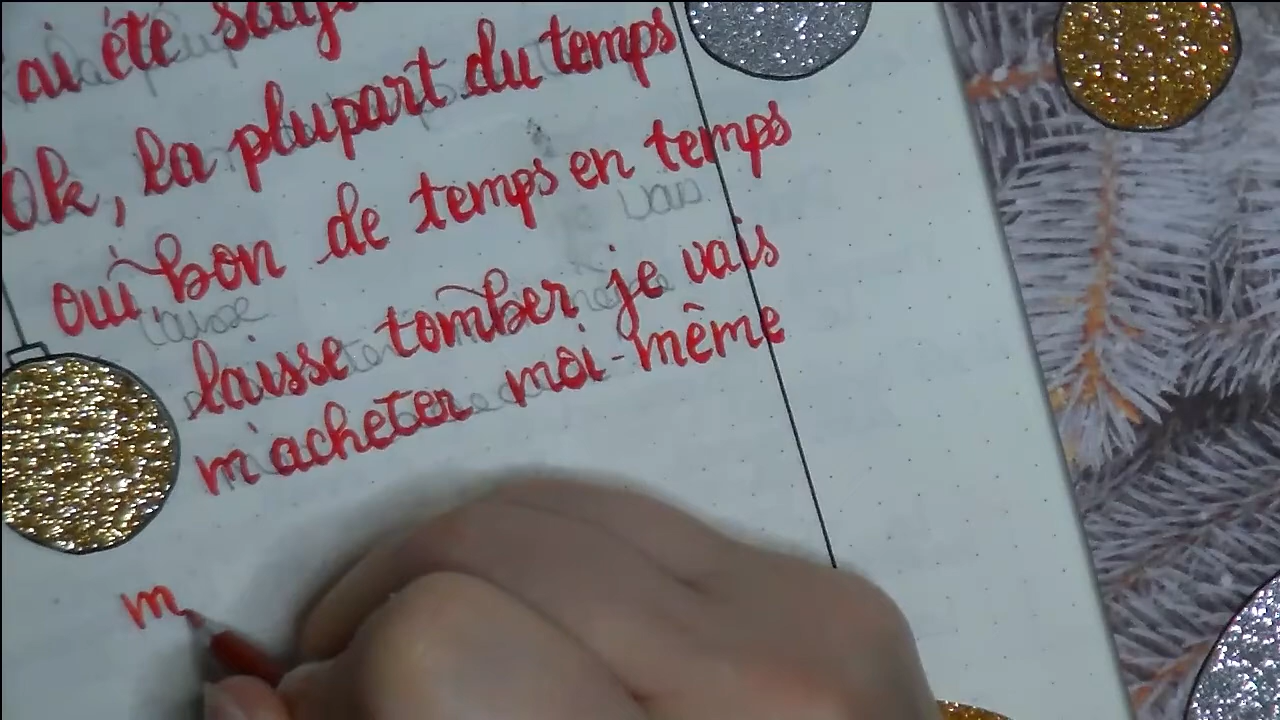 'ai été sage
Ok, la plupart du temps
oui, bon de temps en temps
laisse tomber, je vais
m'acheter moi-même
m